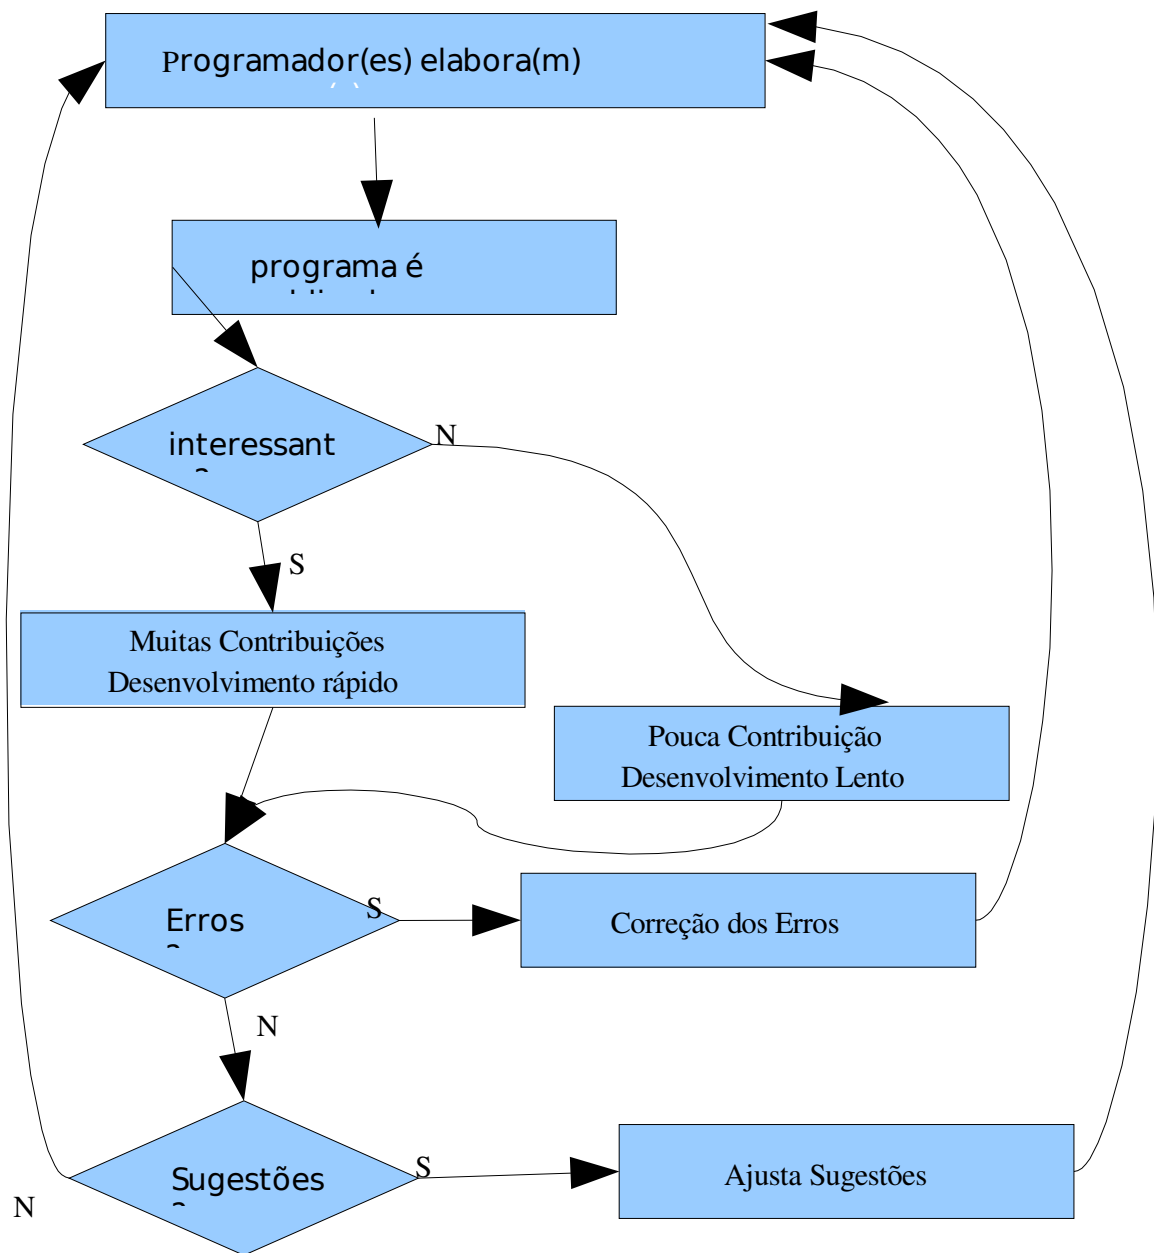 Programador(es) elabora(m)
programa é
interessant
N
S
Muitas Contribuições
Desenvolvimento rápido
Pouca Contribuição
Desenvolvimento Lento
Erros
S
Correção dos Erros
N
Sugestões
S
Ajusta Sugestões
N